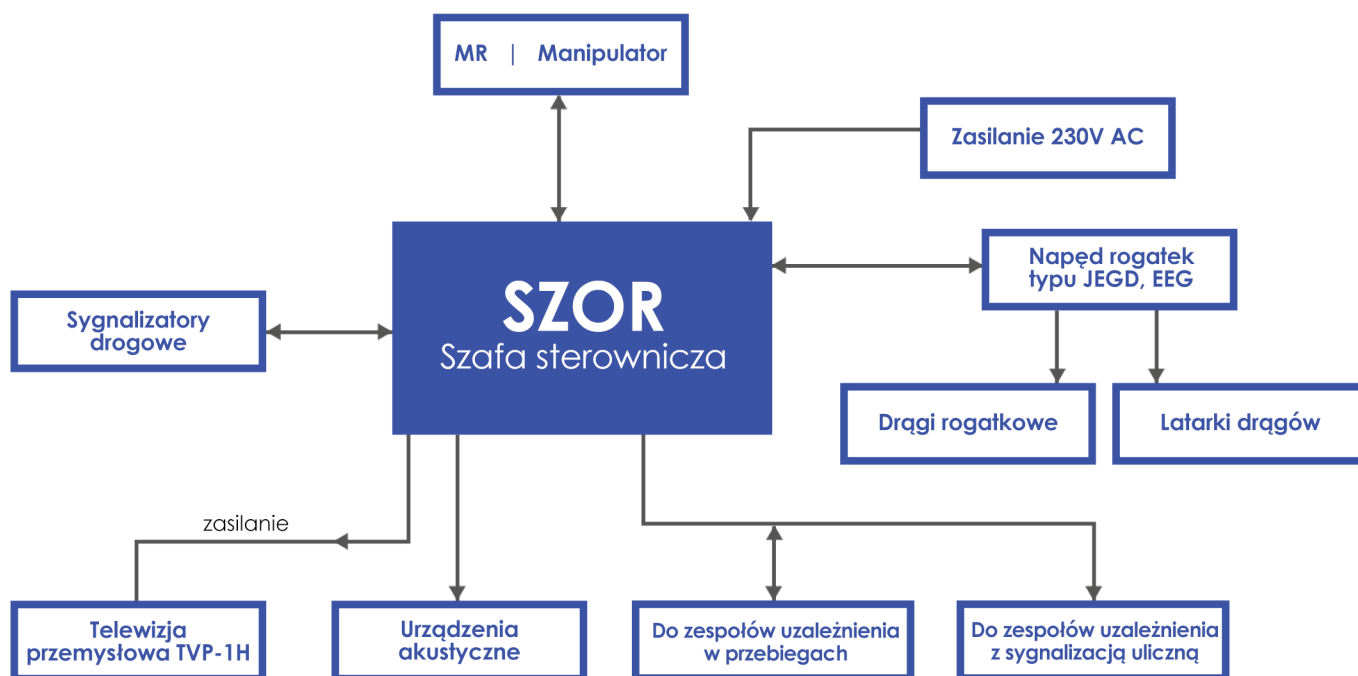 MR | Manipulator
Zasilanie 230V AC
SZOR
Szafa sterownicza
Napęd rogatek
typu JEGD, EEG
Sygnalizatory
drogowe
Drągi rogatkowe
Latarki drągów
zasilanie
Telewizja
przemysłowa TVP-1H
Urządzenia
akustyczne
Do zespołów uzależnienia
w przebiegach
Do zespołów uzależnienia
z sygnalizacją uliczną